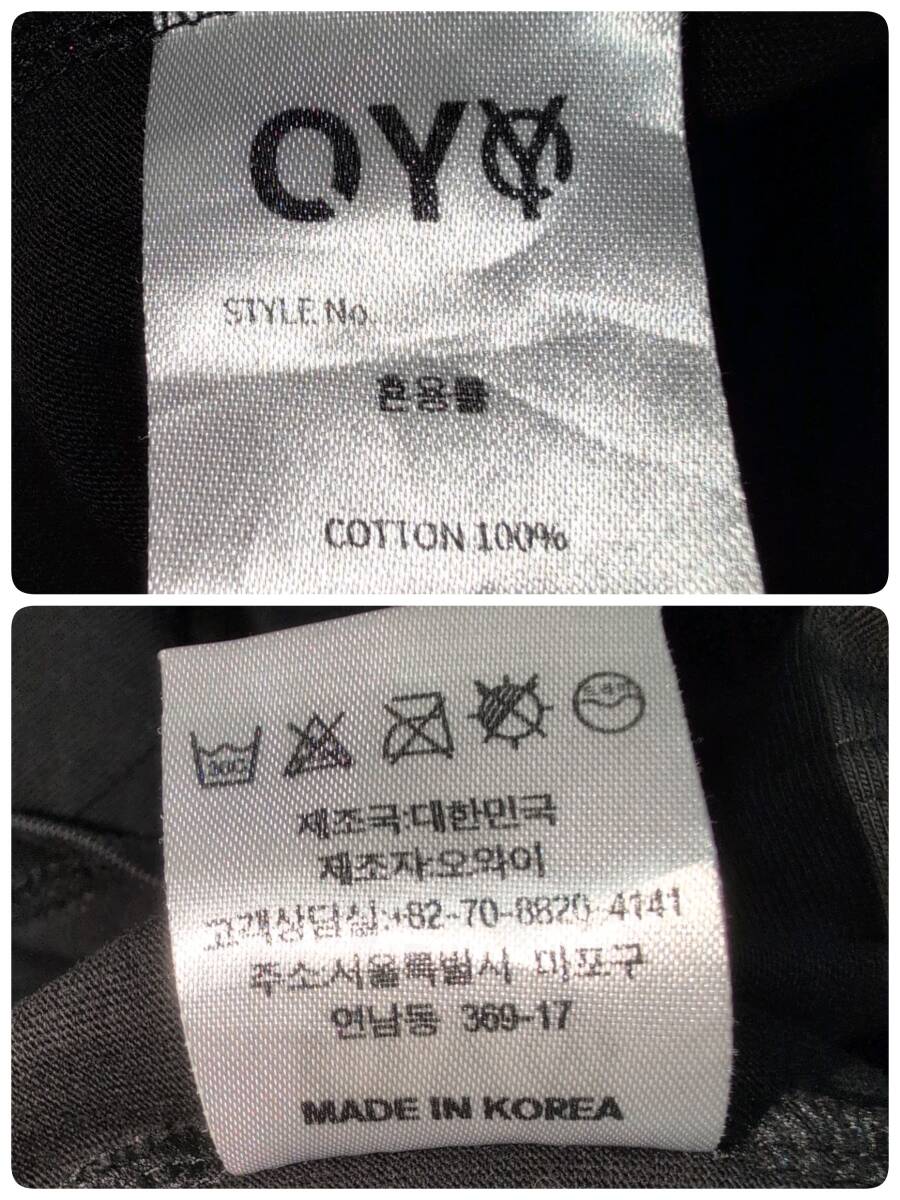 OY
STYLE No.
혼용률
COTTON 100%
30C
제조국:대한민국
제조자:오와이
고객상담실:+82-70-8820-4141
주소:서울특별시 마포구
연남동 369-17
MADE IN KOREA